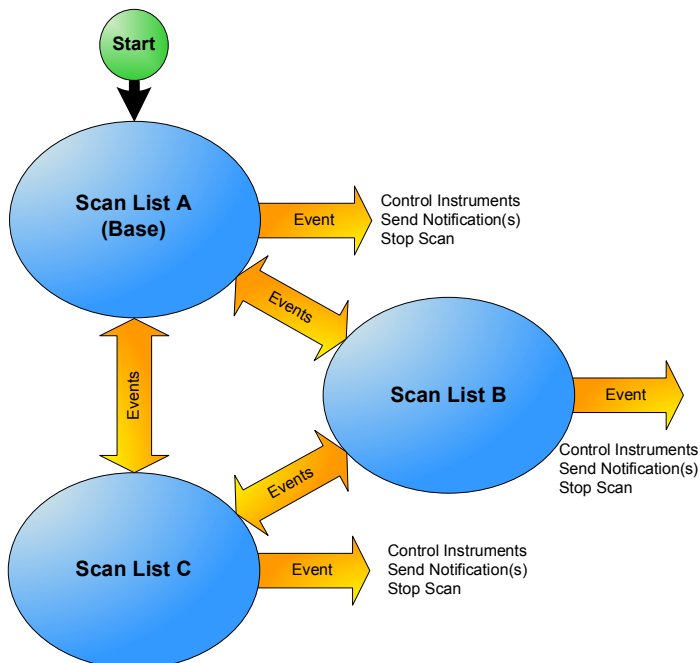 Start
Scan List A
(Base)
Event
Control Instruments
Send Notification(s)
Stop Scan
Events
Events
Scan List B
Event
Control Instruments
Send Notification(s)
Stop Scan
Events
Scan List C
Event
Control Instruments
Send Notification(s)
Stop Scan